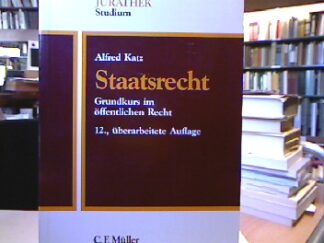 JURATHEK
Studium
Alfred Katz
Staatsrecht
Grundkurs im
öffentlichen Recht
12., überarbeitete Auflage
C. F. Müller